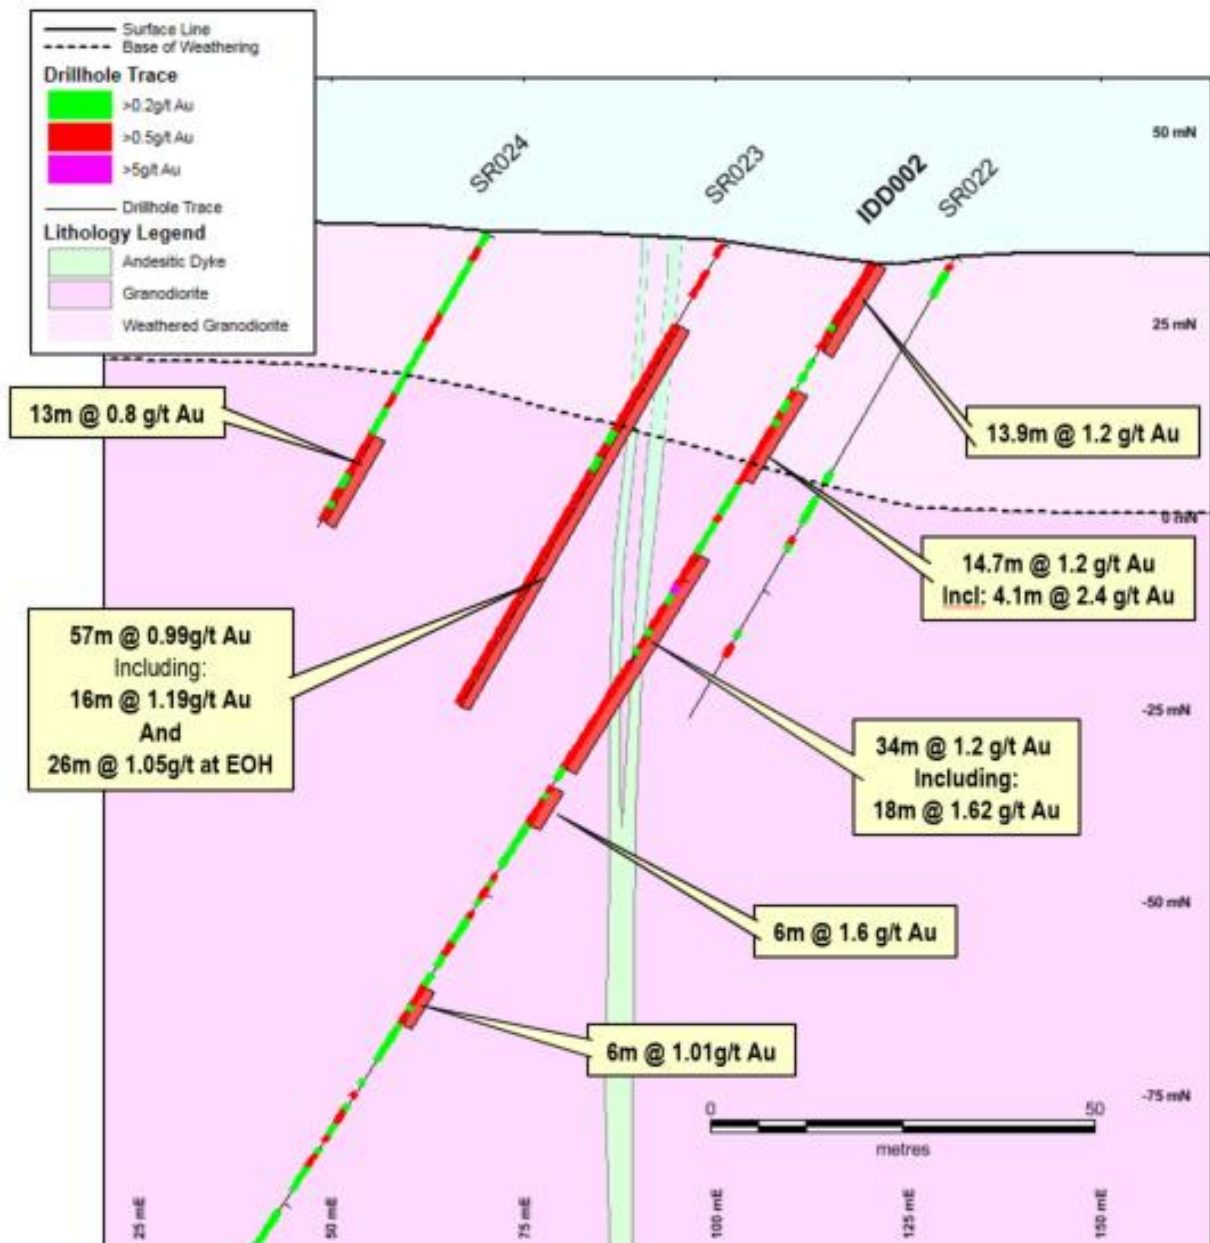 Surface Line
Base of Weathering
Drillhole Trace
>0.2g/t Au
>0.5g/t Au
>5g/t Au
Drillhole Trace
Lithology Legend
Andesitic Dyke
Granodiorite
Weathered Granodiorite
SR024
SR023
IDD002
SR022
50 mN
25 mN
0 mN
-25 mN
-50 mN
-75 mN
13m @ 0.8 g/t Au
13.9m @ 1.2 g/t Au
14.7m @ 1.2 g/t Au
Incl: 4.1m @ 2.4 g/t Au
57m @ 0.99g/t Au
Including:
16m @ 1.19g/t Au
And
26m @ 1.05g/t at EOH
34m @ 1.2 g/t Au
Including:
18m @ 1.62 g/t Au
6m @ 1.6 g/t Au
6m @ 1.01g/t Au
0 50
metres
25 mE
50 mE
75 mE
100 mE
125 mE
150 mE